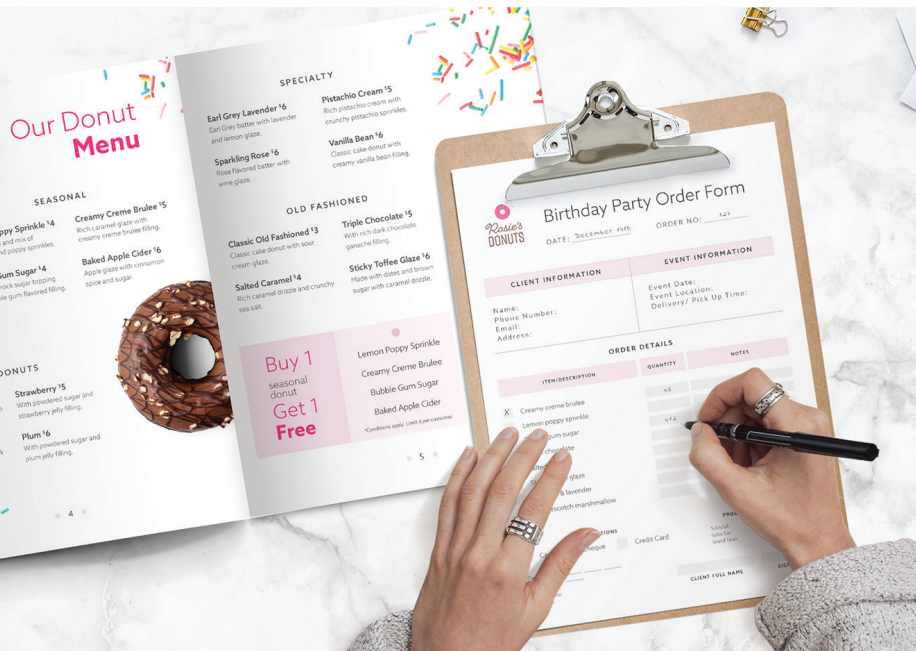 Our Donut
Menu
SEASONAL
ppy Sprinkle $4
and mix of
d poppy sprinkles.
Gum Sugar $4
rock sugar topping
ble gum flavored filling.
Creamy Creme Brulee $5
Rich caramel glaze with
creamy creme brulee filling.
Baked Apple Cider $6
Apple glaze with cinnamon
spice and sugar.
DONUTS
Strawberry $5
With powdered sugar and
strawberry jelly filling.
Plum $6
With powdered sugar and
plum jelly filling.
4
SPECIALTY
Earl Grey Lavender $6
Earl Grey batter with lavender
and lemon glaze.
Sparkling Rose $6
Rose flavored batter with
wine glaze.
Pistachio Cream $5
Rich pistachio cream with
crunchy pistachio sprinkles.
Vanilla Bean $6
Classic cake donut with
creamy vanilla bean filling.
OLD FASHIONED
Classic Old Fashioned $3
Classic cake donut with sour
cream glaze.
Salted Caramel $4
Rich caramel drizzle and crunchy
sea salt.
Triple Chocolate $5
With rich dark chocolate
ganache filling.
Sticky Toffee Glaze $6
Made with dates and brown
sugar with caramel drizzle.
Buy 1
seasonal
donut
Get 1
Free
Lemon Poppy Sprinkle
Creamy Creme Brulee
Bubble Gum Sugar
Baked Apple Cider
*Conditions apply. Limit 6 per customer.
5
Rosie's
DONUTS
Birthday Party Order Form
DATE: December 14th
ORDER NO: 121
CLIENT INFORMATION
Name:
Phone Number:
Email:
Address:
EVENT INFORMATION
Event Date:
Event Location:
Delivery/ Pick Up Time:
ORDER DETAILS
ITEM/DESCRIPTION
QUANTITY
NOTES
X Creamy creme brulee x6
Lemon poppy sprinkle
gum sugar x12
chocolate
glaze
& lavender
rscotch marshmallow
TIONS
heque
Credit Card
Subtotal
Grand Total
CLIENT FULL NAME
SIG